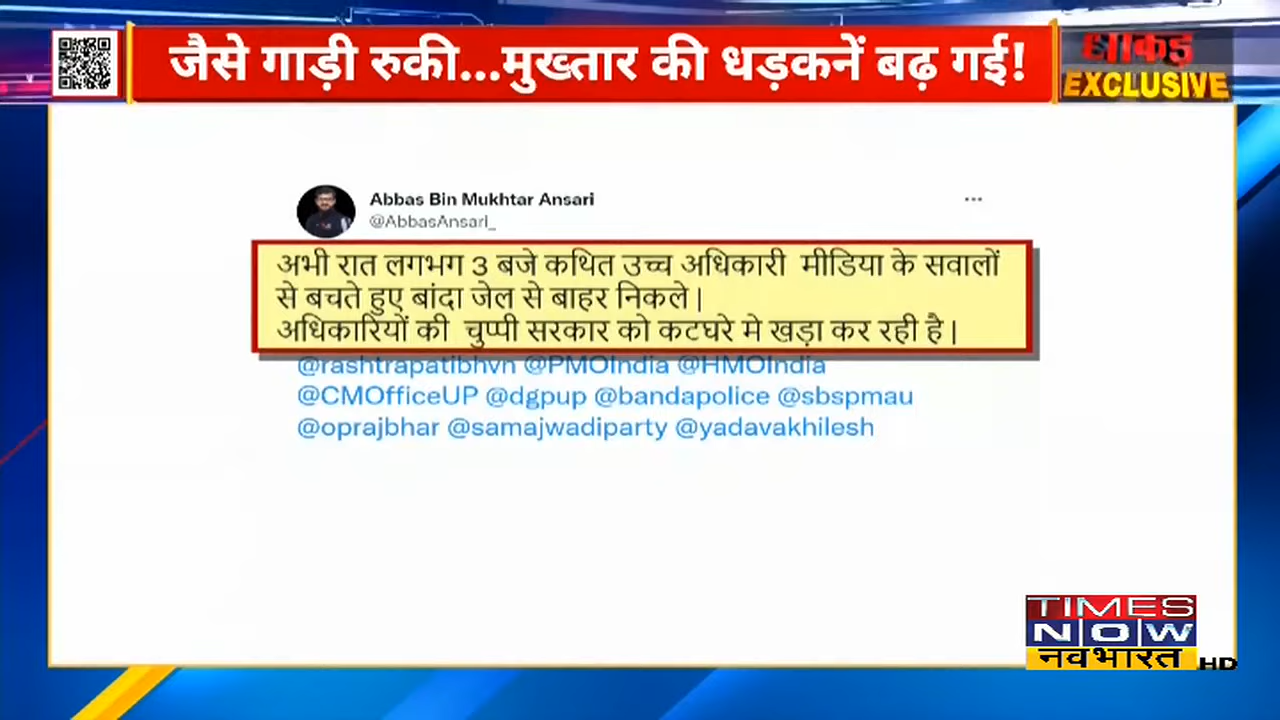 जैसे गाड़ी रुकी...मुख्तार की धड़कनें बढ़ गई!
धाकड़
EXCLUSIVE
Abbas Bin Mukhtar Ansari
@AbbasAnsari_
अभी रात लगभग 3 बजे कथित उच्च अधिकारी मीडिया के सवालों
से बचते हुए बांदा जेल से बाहर निकले |
अधिकारियों की चुप्पी सरकार को कटघरे मे खड़ा कर रही है |
@rashtrapatibhvn @PMOIndia @HMOIndia
@CMOfficeUP @dgpup @bandapolice @sbspmau
@oprajbhar @samajwadiparty @yadavakhilesh
TIMES
NOW
नवभारत HD